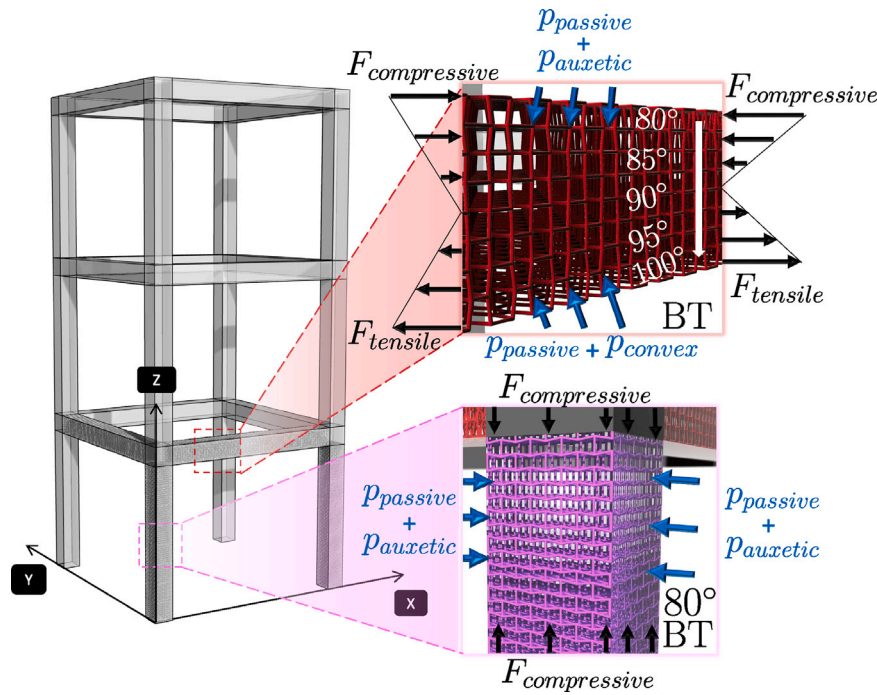 p_passive
+
p_auxetic
F_compressive
F_compressive
80°
85°
90°
95°
100°
F_tensile
F_tensile
BT
p_passive + p_convex
Z
F_compressive
p_passive
+
p_auxetic
p_passive
+
p_auxetic
Y
X
80°
BT
F_compressive